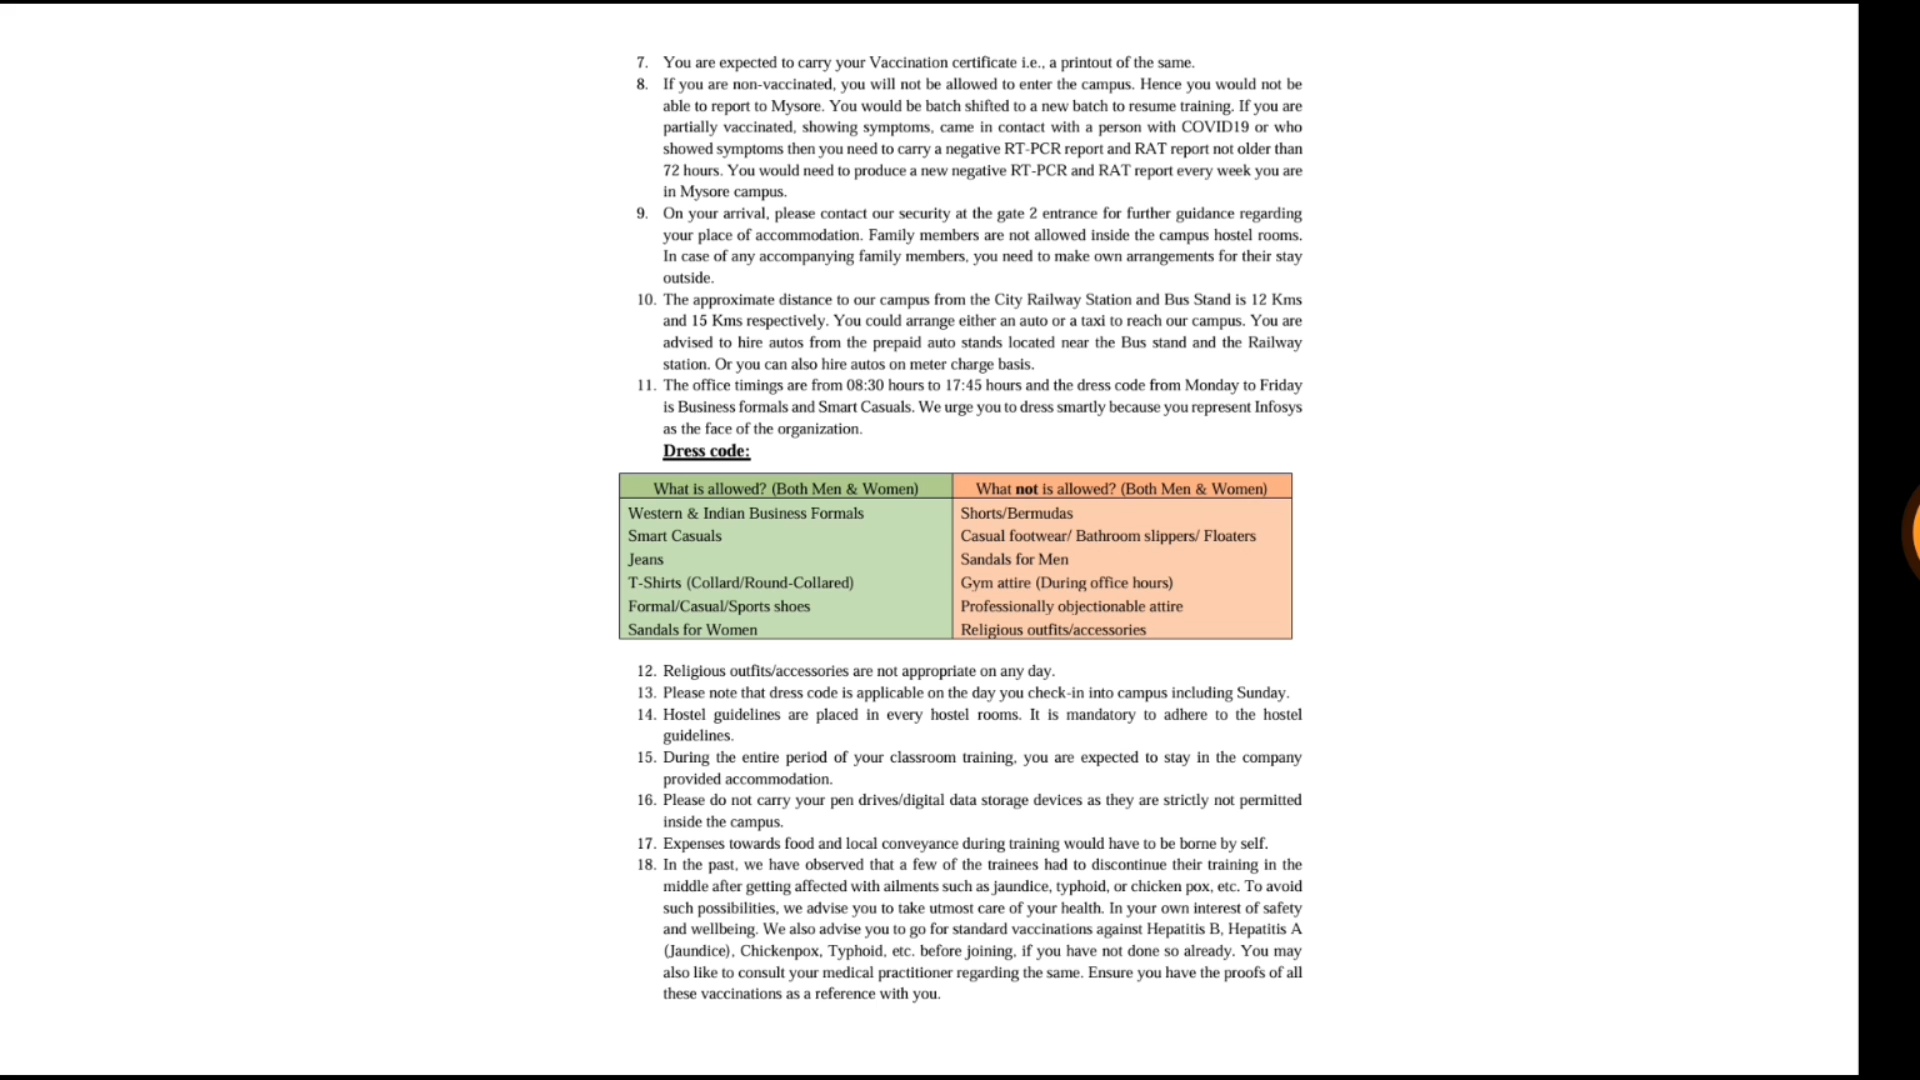 7. You are expected to carry your Vaccination certificate i.e., a printout of the same.
8. If you are non-vaccinated, you will not be allowed to enter the campus. Hence you would not be
able to report to Mysore. You would be batch shifted to a new batch to resume training. If you are
partially vaccinated, showing symptoms, came in contact with a person with COVID19 or who
showed symptoms then you need to carry a negative RT-PCR report and RAT report not older than
72 hours. You would need to produce a new negative RT-PCR and RAT report every week you are
in Mysore campus.
9. On your arrival, please contact our security at the gate 2 entrance for further guidance regarding
your place of accommodation. Family members are not allowed inside the campus hostel rooms.
In case of any accompanying family members, you need to make own arrangements for their stay
outside.
10. The approximate distance to our campus from the City Railway Station and Bus Stand is 12 Kms
and 15 Kms respectively. You could arrange either an auto or a taxi to reach our campus. You are
advised to hire autos from the prepaid auto stands located near the Bus stand and the Railway
station. Or you can also hire autos on meter charge basis.
11. The office timings are from 08:30 hours to 17:45 hours and the dress code from Monday to Friday
is Business formals and Smart Casuals. We urge you to dress smartly because you represent Infosys
as the face of the organization.
Dress code:
What is allowed? (Both Men & Women)
Western & Indian Business Formals
Smart Casuals
Jeans
T-Shirts (Collard/Round-Collared)
Formal/Casual/Sports shoes
Sandals for Women
What not is allowed? (Both Men & Women)
Shorts/Bermudas
Casual footwear/ Bathroom slippers/ Floaters
Sandals for Men
Gym attire (During office hours)
Professionally objectionable attire
Religious outfits/accessories
12. Religious outfits/accessories are not appropriate on any day.
13. Please note that dress code is applicable on the day you check-in into campus including Sunday.
14. Hostel guidelines are placed in every hostel rooms. It is mandatory to adhere to the hostel
guidelines.
15. During the entire period of your classroom training, you are expected to stay in the company
provided accommodation.
16. Please do not carry your pen drives/digital data storage devices as they are strictly not permitted
inside the campus.
17. Expenses towards food and local conveyance during training would have to be borne by self.
18. In the past, we have observed that a few of the trainees had to discontinue their training in the
middle after getting affected with ailments such as jaundice, typhoid, or chicken pox, etc. To avoid
such possibilities, we advise you to take utmost care of your health. In your own interest of safety
and wellbeing. We also advise you to go for standard vaccinations against Hepatitis B, Hepatitis A
(Jaundice), Chickenpox, Typhoid, etc. before joining, if you have not done so already. You may
also like to consult your medical practitioner regarding the same. Ensure you have the proofs of all
these vaccinations as a reference with you.